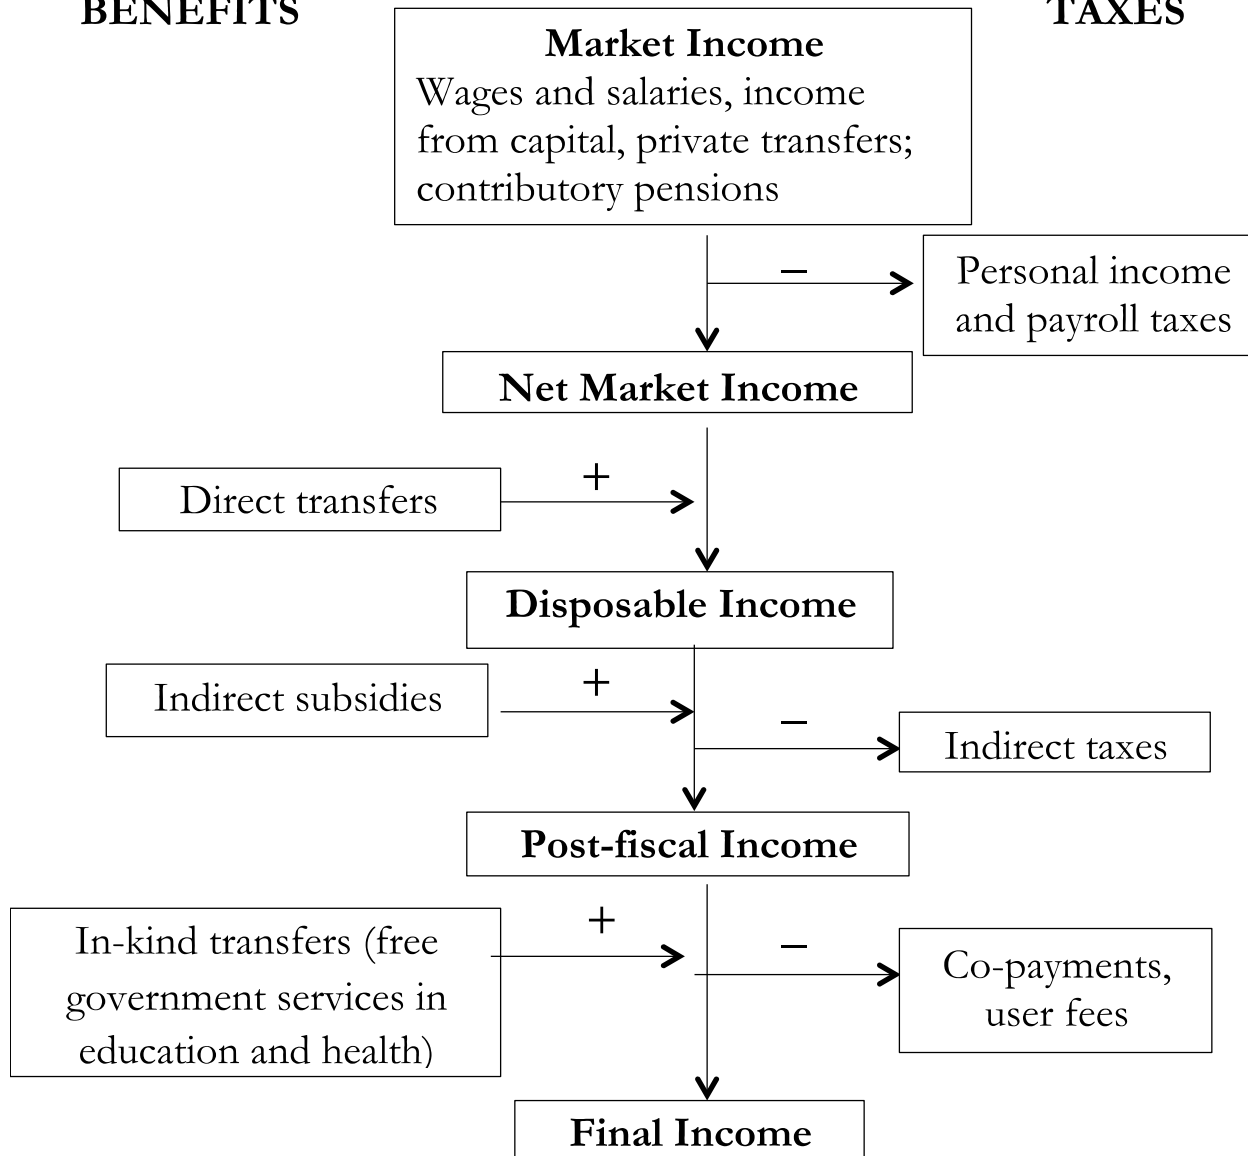 BENEFITS
TAXES
Market Income
Wages and salaries, income
from capital, private transfers;
contributory pensions
–
Personal income
and payroll taxes
Net Market Income
+
Direct transfers
Disposable Income
+
Indirect subsidies
–
Indirect taxes
Post-fiscal Income
+
In-kind transfers (free
government services in
education and health)
–
Co-payments,
user fees
Final Income